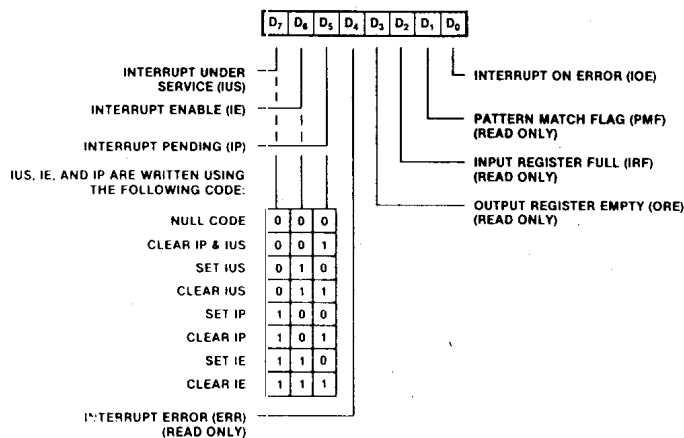 D7 D6 D5 D4 D3 D2 D1 D0
INTERRUPT UNDER
SERVICE (IUS)
INTERRUPT ENABLE (IE)
INTERRUPT PENDING (IP)
IUS, IE, AND IP ARE WRITTEN USING
THE FOLLOWING CODE:
NULL CODE 0 0 0
CLEAR IP & IUS 0 0 1
SET IUS 0 1 0
CLEAR IUS 0 1 1
SET IP 1 0 0
CLEAR IP 1 0 1
SET IE 1 1 0
CLEAR IE 1 1 1
INTERRUPT ERROR (ERR)
(READ ONLY)
INTERRUPT ON ERROR (IOE)
PATTERN MATCH FLAG (PMF)
(READ ONLY)
INPUT REGISTER FULL (IRF)
(READ ONLY)
OUTPUT REGISTER EMPTY (ORE)
(READ ONLY)